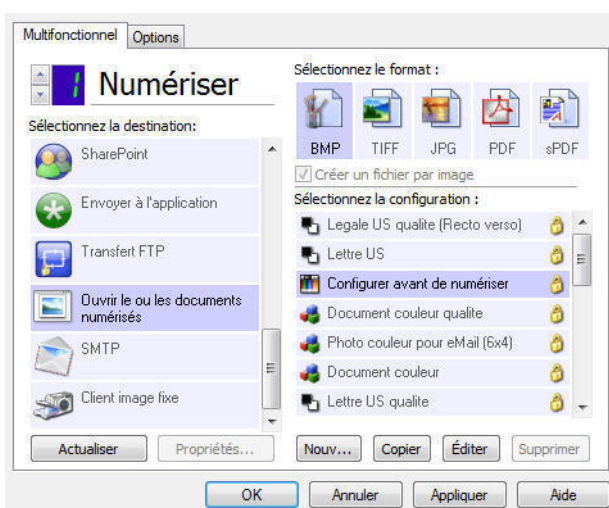 Multifonctionnel
Options
1
Numériser
Sélectionnez la destination:
SharePoint
Envoyer à l'application
Transfert FTP
Ouvrir le ou les documents
numérisés
SMTP
Client image fixe
Actualiser
Propriétés...
Sélectionnez le format :
BMP
TIFF
JPG
PDF
sPDF
Créer un fichier par image
Sélectionnez la configuration :
Legale US qualite (Recto verso)
Lettre US
Configurer avant de numériser
Document couleur qualite
Photo couleur pour eMail (6x4)
Document couleur
Lettre US qualite
Nouv...
Copier
Éditer
Supprimer
OK
Annuler
Appliquer
Aide